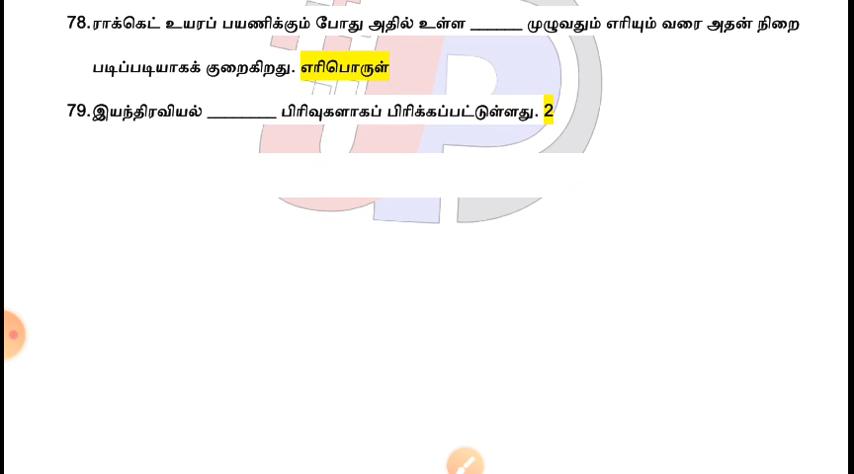 78.ராக்கெட் உயரப் பயணிக்கும் போது அதில் உள்ள ______ முழுவதும் எரியும் வரை அதன் நிறை
படிப்படியாகக் குறைகிறது. எரிபொருள்
79.இயந்திரவியல் ________ பிரிவுகளாகப் பிரிக்கப்பட்டுள்ளது. 2